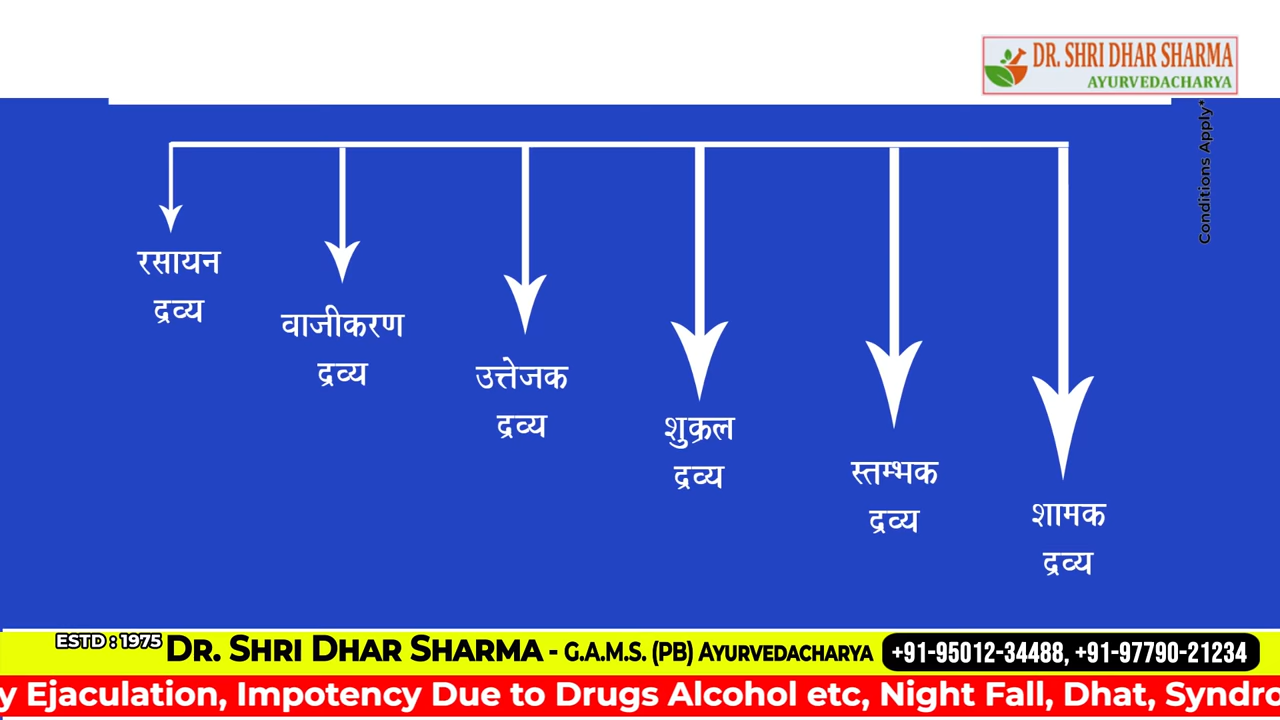 DR. SHRI DHAR SHARMA
AYURVEDACHARYA
Conditions Apply*
रसायन
द्रव्य
वाजीकरण
द्रव्य
उत्तेजक
द्रव्य
शुक्रल
द्रव्य
स्तम्भक
द्रव्य
शामक
द्रव्य
ESTD : 1975 DR. SHRI DHAR SHARMA - G.A.M.S. (PB) AYURVEDACHARYA +91-95012-34488, +91-97790-21234
y Ejaculation, Impotency Due to Drugs Alcohol etc, Night Fall, Dhat, Syndro